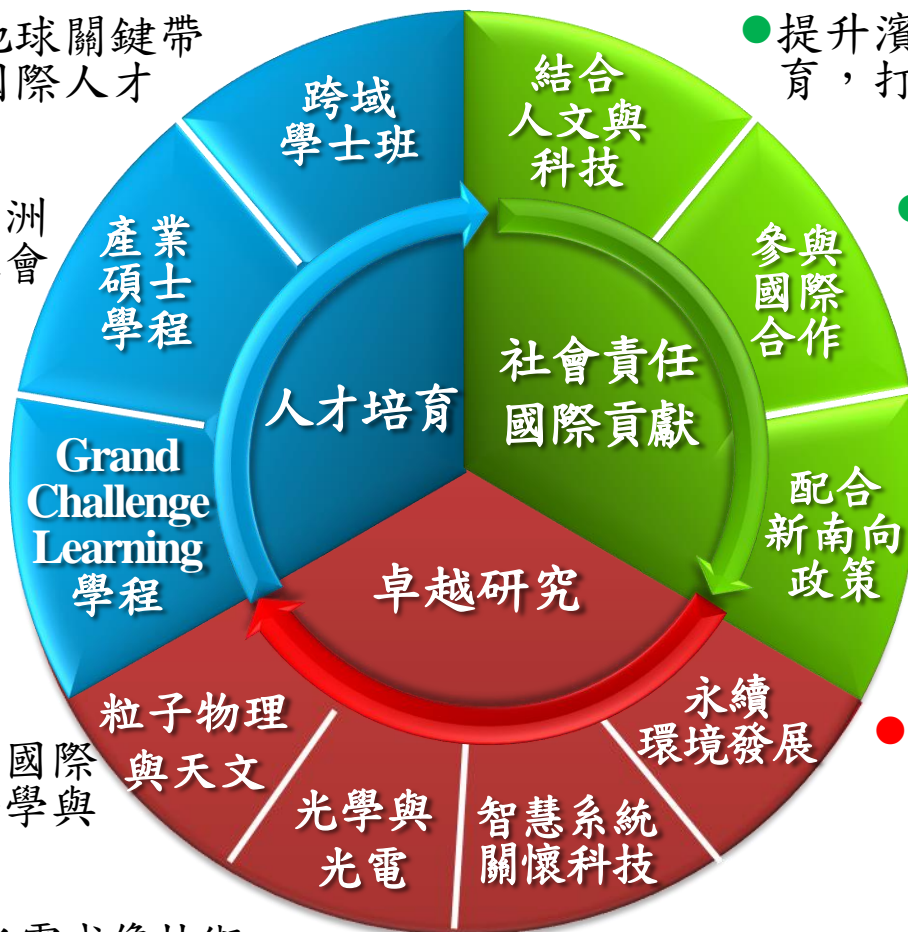 地球關鍵帶
國際人才
洲
會
國際
學與
提升濱
育，打
跨域
學士班
產業
碩士
學程
Grand
Challenge
Learning
學程
人才培育
結合
人文與
科技
參與
國際
合作
配合
新南向
政策
社會責任
國際貢獻
卓越研究
粒子物理
與天文
光學與
光電
智慧系統
關懷科技
永續
環境發展